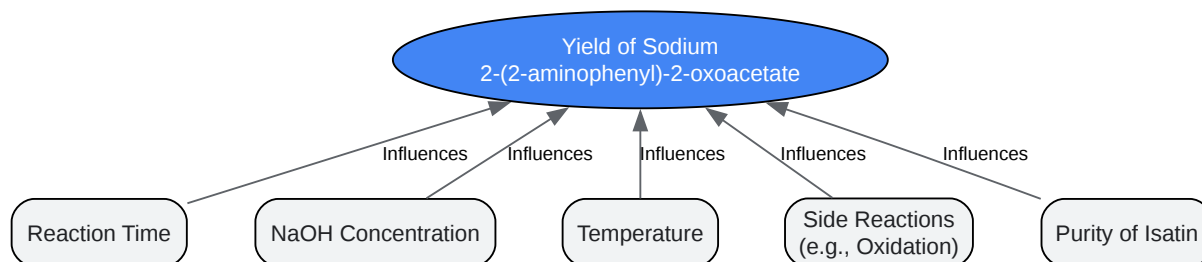 Yield of Sodium
2-(2-aminophenyl)-2-oxoacetate
Influences
Influences
Influences
Influences
Influences
Reaction Time
NaOH Concentration
Temperature
Side Reactions
(e.g., Oxidation)
Purity of Isatin